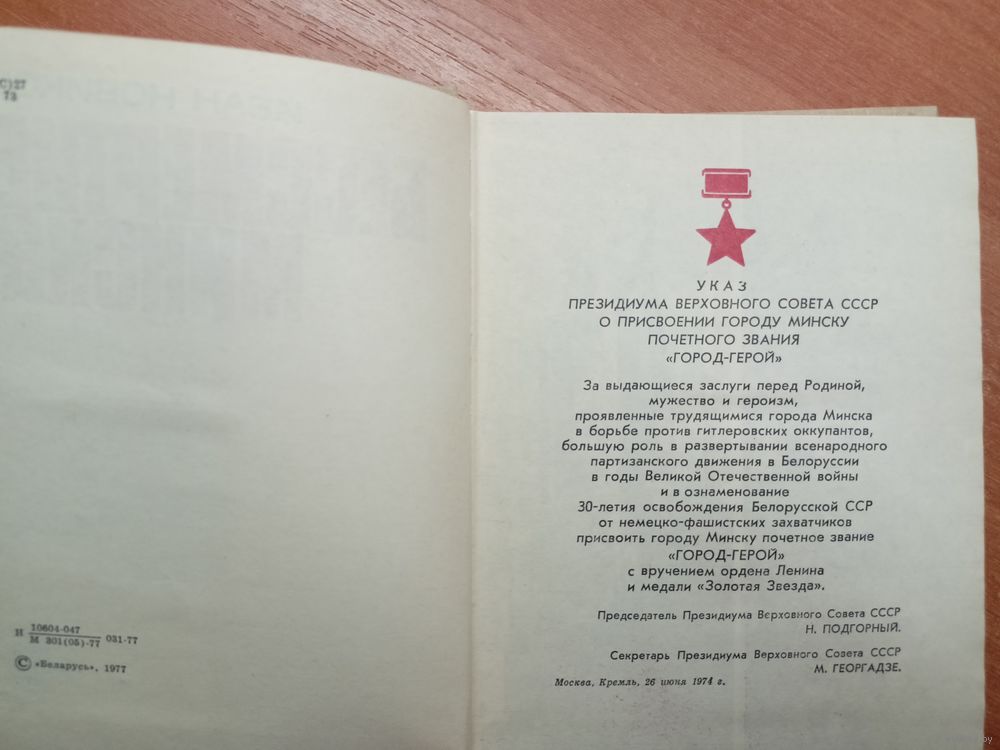 С)27
73
Н 10604-047
М 301(05)-77 031-77
© «Беларусь», 1977
УКАЗ
ПРЕЗИДИУМА ВЕРХОВНОГО СОВЕТА СССР
О ПРИСВОЕНИИ ГОРОДУ МИНСКУ
ПОЧЕТНОГО ЗВАНИЯ
«ГОРОД-ГЕРОЙ»
За выдающиеся заслуги перед Родиной,
мужество и героизм,
проявленные трудящимися города Минска
в борьбе против гитлеровских оккупантов,
большую роль в развертывании всенародного
партизанского движения в Белоруссии
в годы Великой Отечественной войны
и в ознаменование
30-летия освобождения Белорусской ССР
от немецко-фашистских захватчиков
присвоить городу Минску почетное звание
«ГОРОД-ГЕРОЙ»
с вручением ордена Ленина
и медали «Золотая Звезда».
Председатель Президиума Верховного Совета СССР
Н. ПОДГОРНЫЙ.
Секретарь Президиума Верховного Совета СССР
М. ГЕОРГАДЗЕ.
Москва, Кремль, 26 июня 1974 г.